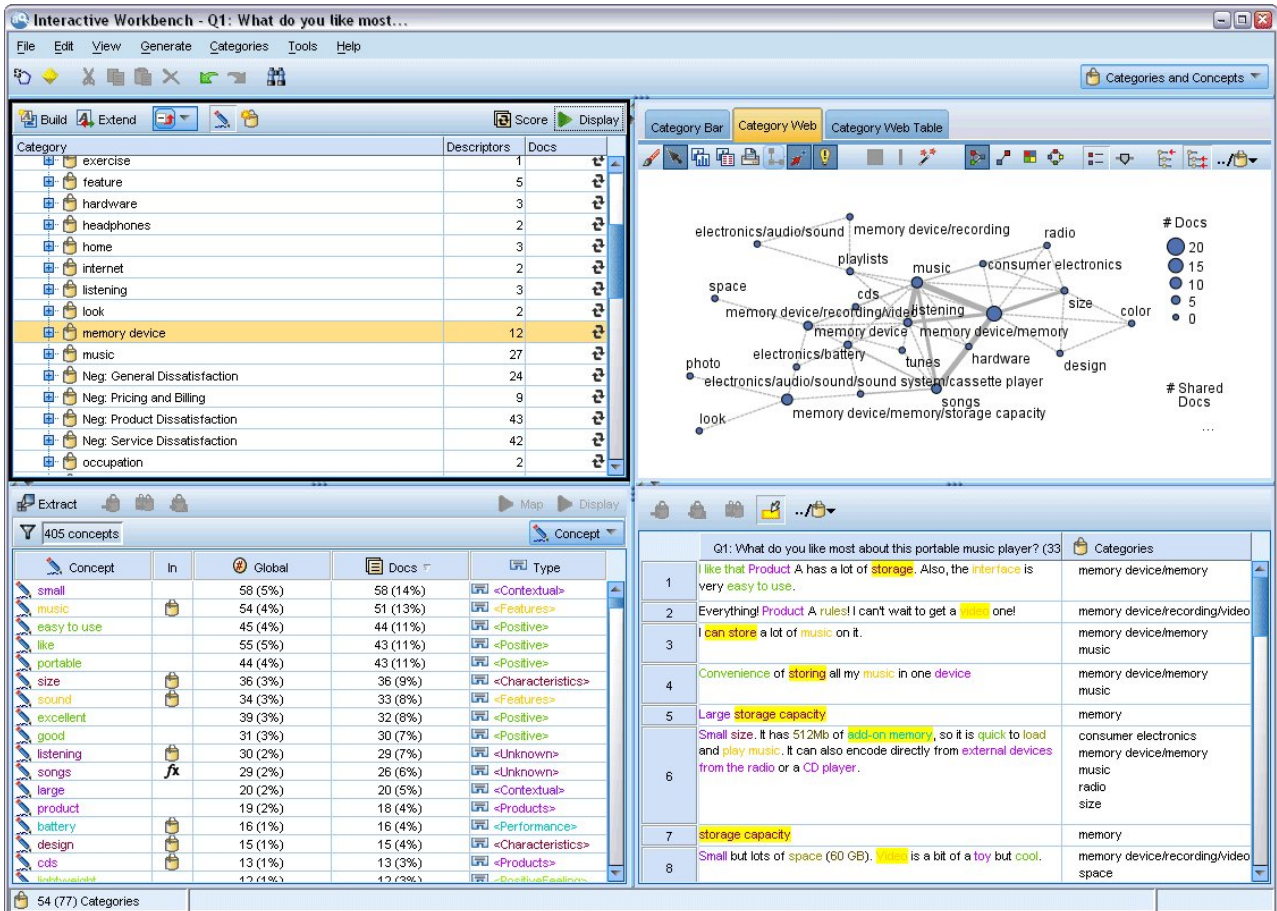 Interactive Workbench - Q1: What do you like most...
File Edit View Generate Categories Tools Help
Categories and Concepts
Build Extend Score Display
Category Descriptors Docs
exercise 1
feature 5
hardware 3
headphones 2
home 3
internet 2
listening 3
look 2
memory device 12
music 27
Neg: General Dissatisfaction 24
Neg: Pricing and Billing 9
Neg: Product Dissatisfaction 43
Neg: Service Dissatisfaction 42
occupation 2
Category Bar Category Web Category Web Table
../
electronics/audio/sound memory device/recording radio
playlists music consumer electronics
space cds size color
memory device/recording/video listening
memory device memory device/memory
electronics/battery tunes hardware design
photo
electronics/audio/sound/sound system/cassette player
songs
memory device/memory/storage capacity
look
# Docs
20
15
10
5
0
# Shared
Docs
...
Extract Map Display
405 concepts Concept
Concept In Global Docs Type
small 58 (5%) 58 (14%) <Contextual>
music 54 (4%) 51 (13%) <Features>
easy to use 45 (4%) 44 (11%) <Positive>
like 55 (5%) 43 (11%) <Positive>
portable 44 (4%) 43 (11%) <Positive>
size 36 (3%) 36 (9%) <Characteristics>
sound 34 (3%) 33 (8%) <Features>
excellent 39 (3%) 32 (8%) <Positive>
good 31 (3%) 30 (7%) <Positive>
listening 30 (2%) 29 (7%) <Unknown>
songs fx 29 (2%) 26 (6%) <Unknown>
large 20 (2%) 20 (5%) <Contextual>
product 19 (2%) 18 (4%) <Products>
battery 16 (1%) 16 (4%) <Performance>
design 15 (1%) 15 (4%) <Characteristics>
cds 13 (1%) 13 (3%) <Products>
lightweight 12 (1%) 12 (3%) <PositiveFeeling>
../
Q1: What do you like most about this portable music player? (33 Categories
1 I like that Product A has a lot of storage. Also, the interface is memory device/memory
very easy to use.
2 Everything! Product A rules! I can't wait to get a video one! memory device/recording/video
3 I can store a lot of music on it. memory device/memory
music
4 Convenience of storing all my music in one device memory device/memory
music
5 Large storage capacity memory
6 Small size. It has 512Mb of add-on memory, so it is quick to load consumer electronics
and play music. It can also encode directly from external devices memory device/memory
from the radio or a CD player. music
radio
size
7 storage capacity memory
8 Small but lots of space (60 GB). Video is a bit of a toy but cool. memory device/recording/video
space
54 (77) Categories